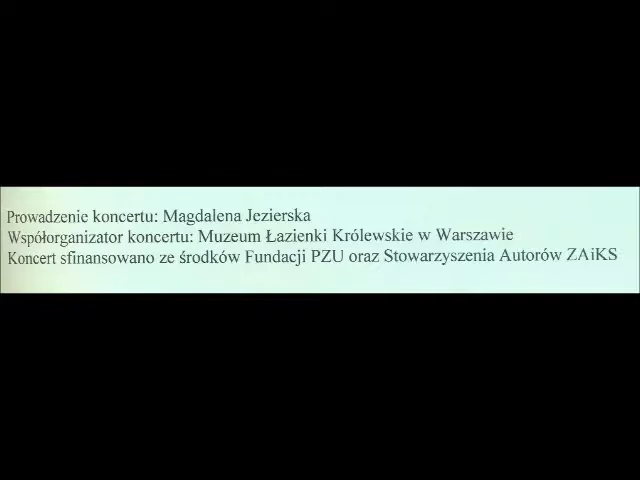 Prowadzenie koncertu: Magdalena Jezierska
Współorganizator koncertu: Muzeum Łazienki Królewskie w Warszawie
Koncert sfinansowano ze środków Fundacji PZU oraz Stowarzyszenia Autorów ZAiKS